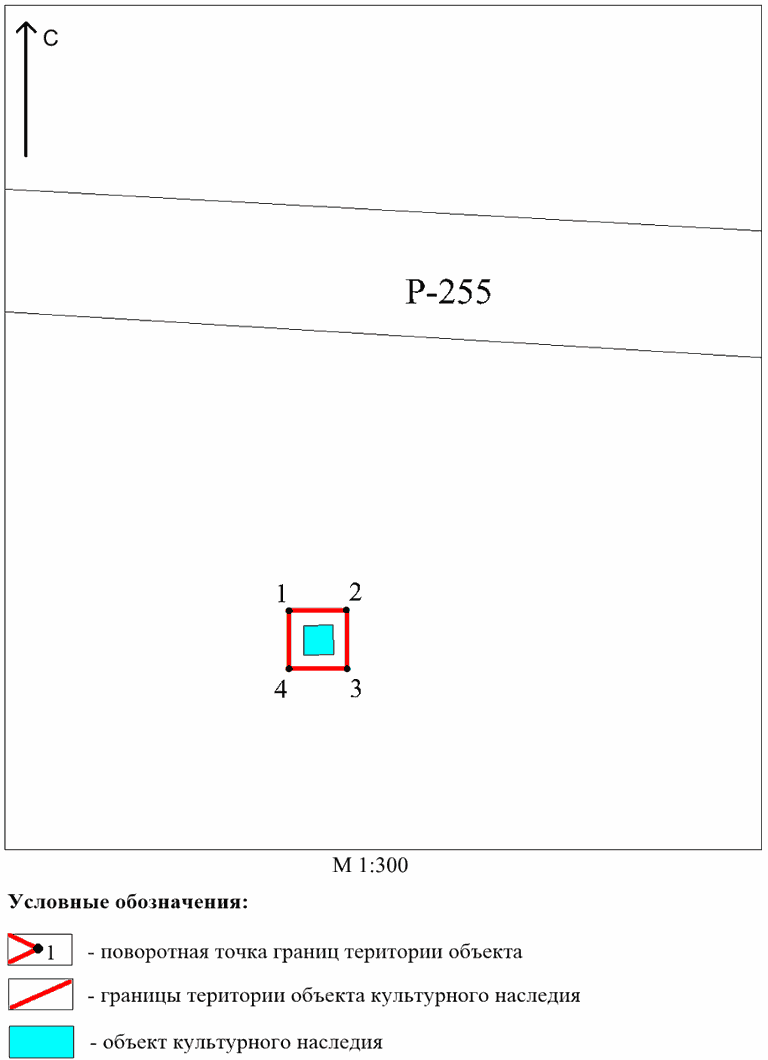 С
Р-255
1 2
4 3
М 1:300
Условные обозначения:
1 - поворотная точка границ територии объекта
- границы територии объекта культурного наследия
- объект культурного наследия